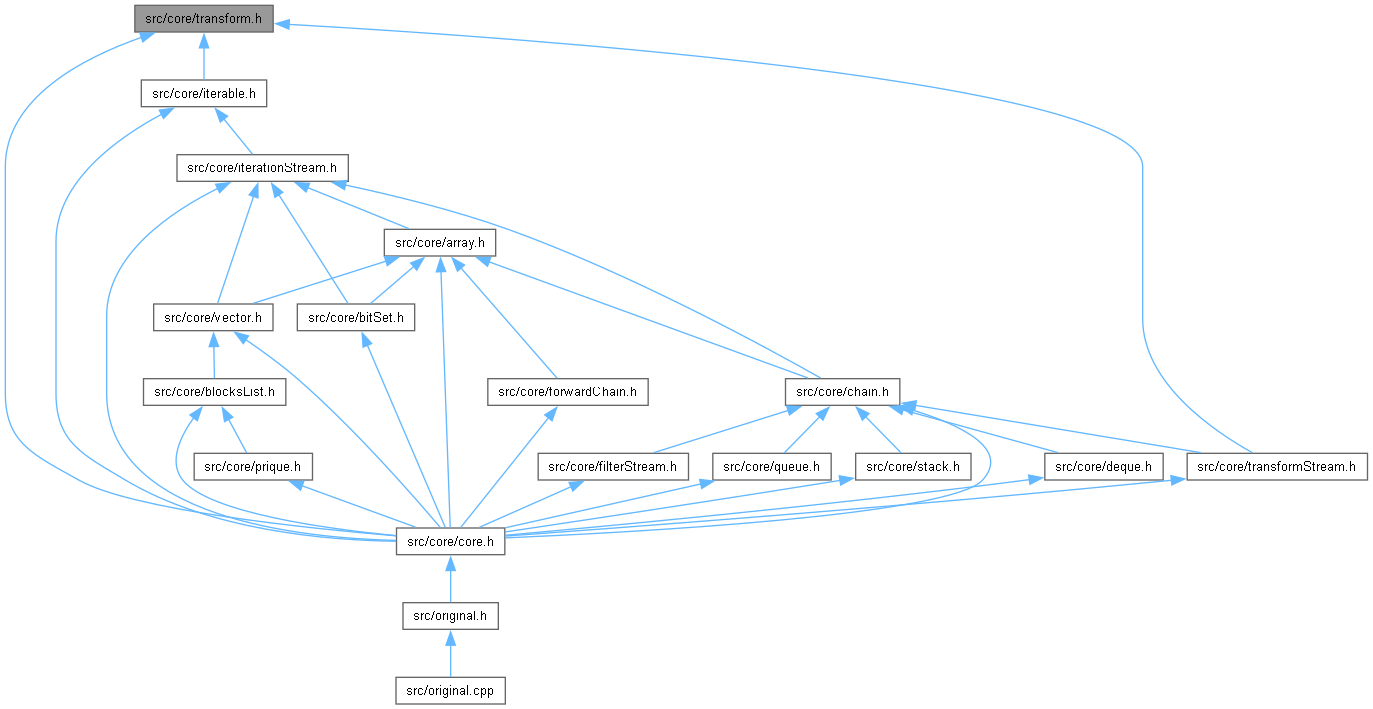 src/core/transform.h
src/core/iterable.h
src/core/iterationStream.h
src/core/array.h
src/core/vector.h
src/core/bitSet.h
src/core/blocksList.h
src/core/forwardChain.h
src/core/chain.h
src/core/prique.h
src/core/filterStream.h
src/core/queue.h
src/core/stack.h
src/core/deque.h
src/core/transformStream.h
src/core/core.h
src/original.h
src/original.cpp